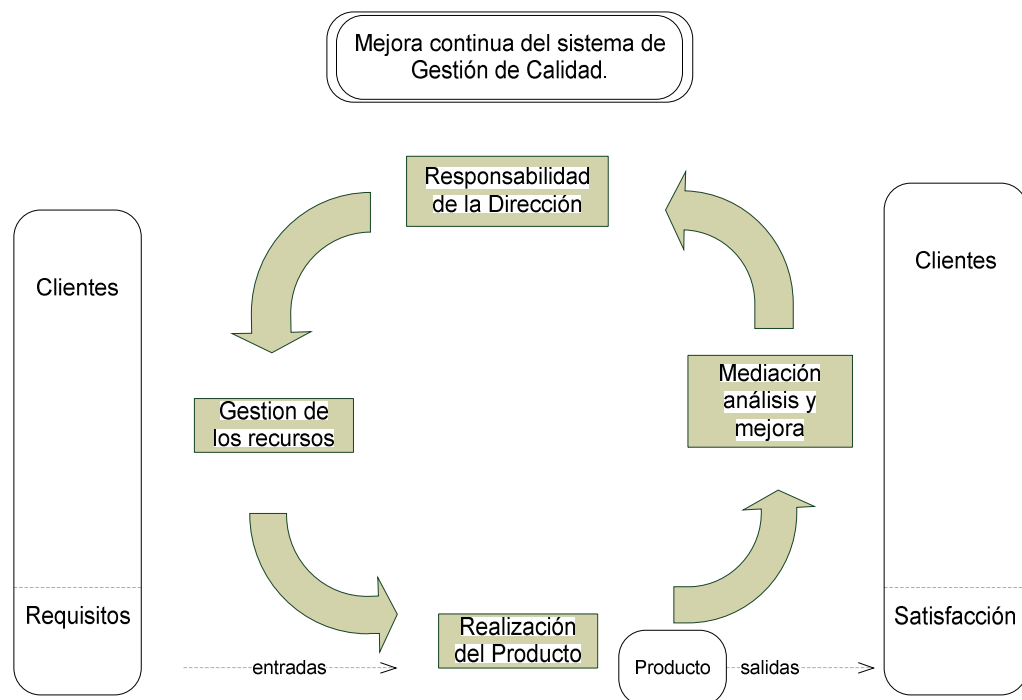 Mejora continua del sistema de
Gestión de Calidad.
Responsabilidad
de la Dirección
Clientes
Clientes
Mediación
análisis y
mejora
Gestion de
los recursos
Requisitos
Realización
del Producto
Satisfacción
entradas
Producto
salidas